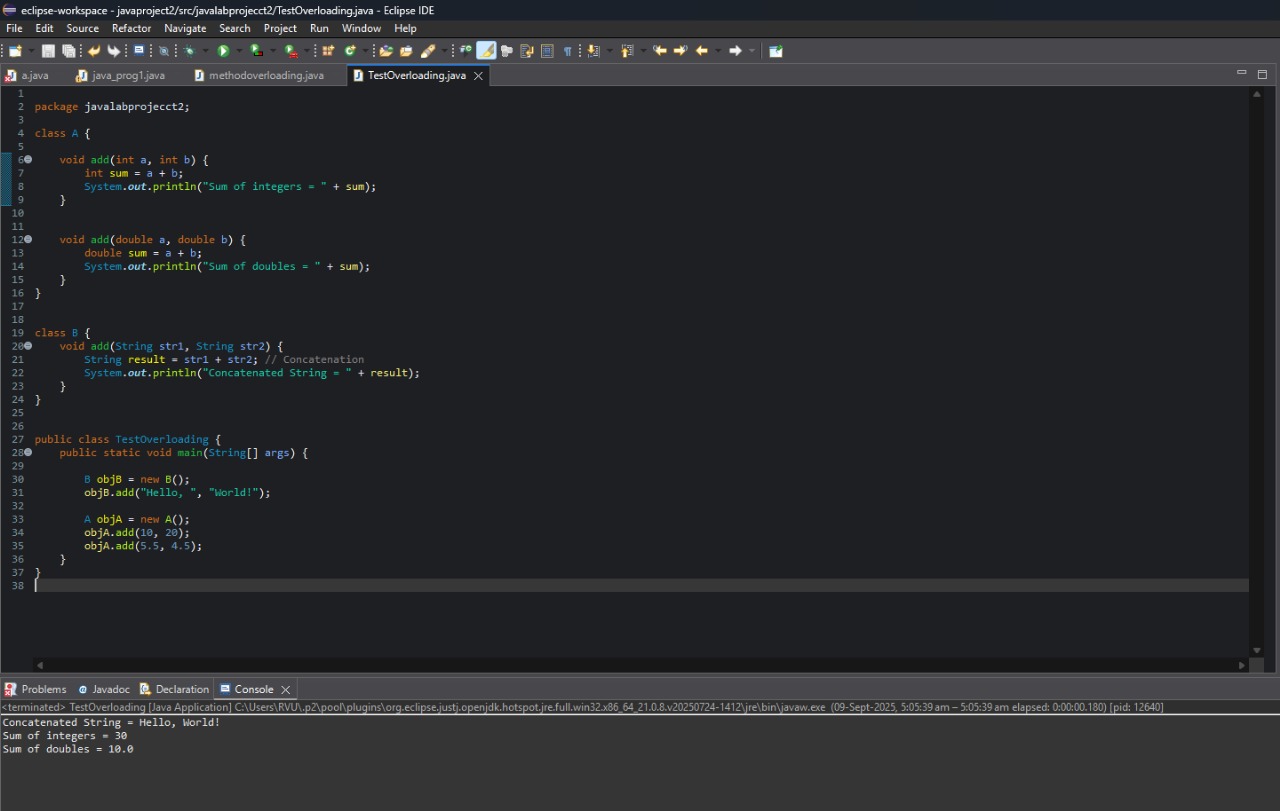 eclipse-workspace - javaproject2/src/javalabprojecct2/TestOverloading.java - Eclipse IDE
File Edit Source Refactor Navigate Search Project Run Window Help
a.java java_prog1.java methodoverloading.java TestOverloading.java
1
2 package javalabprojecct2;
3
4 class A {
5
6 void add(int a, int b) {
7 int sum = a + b;
8 System.out.println("Sum of integers = " + sum);
9 }
10
11
12 void add(double a, double b) {
13 double sum = a + b;
14 System.out.println("Sum of doubles = " + sum);
15 }
16 }
17
18
19 class B {
20 void add(String str1, String str2) {
21 String result = str1 + str2; // Concatenation
22 System.out.println("Concatenated String = " + result);
23 }
24 }
25
26
27 public class TestOverloading {
28 public static void main(String[] args) {
29
30 B objB = new B();
31 objB.add("Hello, ", "World!");
32
33 A objA = new A();
34 objA.add(10, 20);
35 objA.add(5.5, 4.5);
36 }
37 }
38
Problems Javadoc Declaration Console
<terminated> TestOverloading [Java Application] C:\Users\RVU\.p2\pool\plugins\org.eclipse.justj.openjdk.hotspot.jre.full.win32.x86_64_21.0.8.v20250724-1412\jre\bin\javaw.exe (09-Sept-2025, 5:05:39 am – 5:05:39 am elapsed: 0:00:00.180) [pid: 12640]
Concatenated String = Hello, World!
Sum of integers = 30
Sum of doubles = 10.0